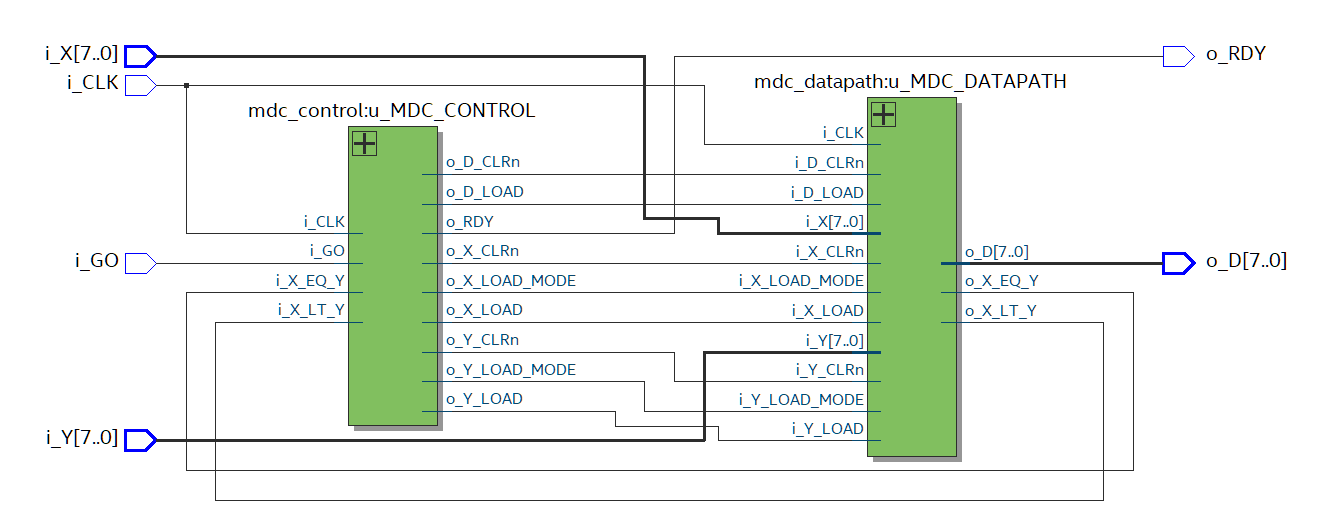 i_X[7..0]
i_CLK
o_RDY
mdc_control:u_MDC_CONTROL
mdc_datapath:u_MDC_DATAPATH
i_CLK
i_GO
i_X_EQ_Y
i_X_LT_Y
o_D_CLRn
o_D_LOAD
o_RDY
o_X_CLRn
o_X_LOAD_MODE
o_X_LOAD
o_Y_CLRn
o_Y_LOAD_MODE
o_Y_LOAD
i_CLK
i_D_CLRn
i_D_LOAD
i_X[7..0]
i_X_CLRn
i_X_LOAD_MODE
i_X_LOAD
i_Y[7..0]
i_Y_CLRn
i_Y_LOAD_MODE
i_Y_LOAD
o_D[7..0]
o_X_EQ_Y
o_X_LT_Y
i_GO
o_D[7..0]
i_Y[7..0]